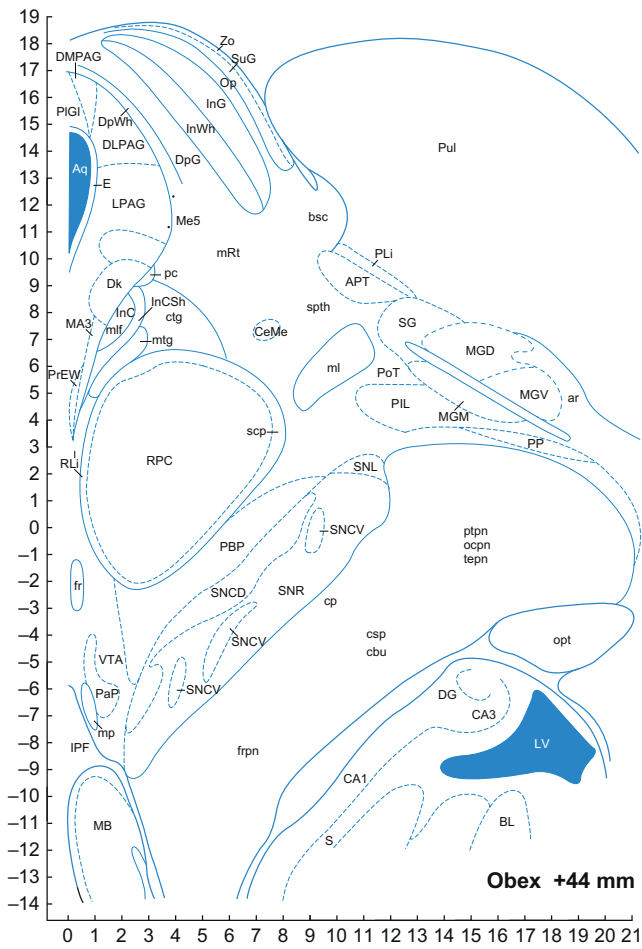 19
18
17
16
15
14
13
12
11
10
9
8
7
6
5
4
3
2
1
0
–1
–2
–3
–4
–5
–6
–7
–8
–9
–10
–11
–12
–13
–14
Zo
DMPAG
SuG
Op
PlGl
InG
DpWh
InWh
DLPAG
Pul
DpG
Aq
E
LPAG
Me5
bsc
mRt
PLi
pc
APT
Dk
InCSh
InC
ctg
spth
SG
MA3
mlf
CeMe
mtg
MGD
PrEW
ml
PoT
PIL
MGV
ar
MGM
scp
PP
RLi
RPC
SNL
SNCV
ptpn
ocpn
tepn
PBP
fr
SNCD
SNR
cp
SNCV
csp
cbu
opt
VTA
PaP
SNCV
DG
CA3
mp
IPF
frpn
LV
CA1
MB
BL
S
Obex +44 mm
0 1 2 3 4 5 6 7 8 9 10 11 12 13 14 15 16 17 18 19 20 21